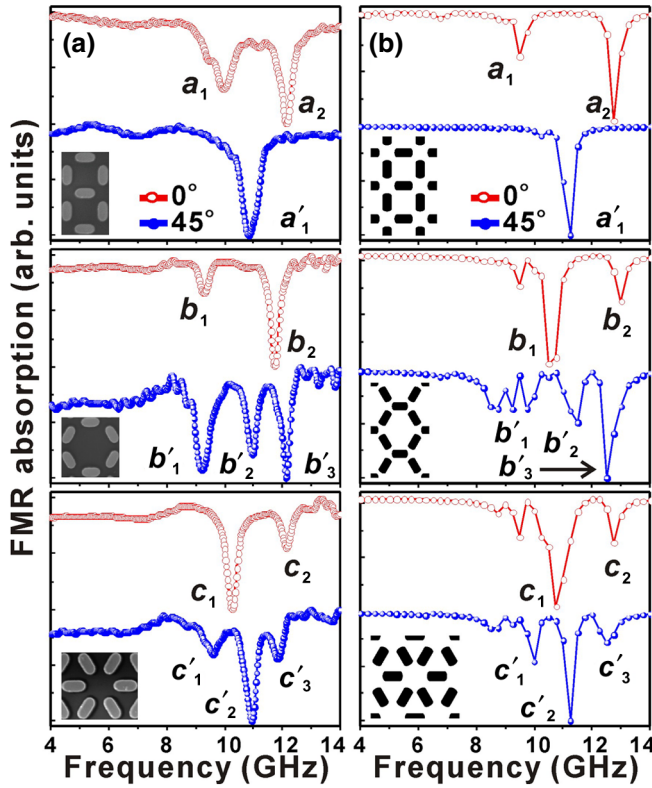 FMR absorption (arb. units)
(a)
a₁
a₂
0°
45°
a′₁
b₁
b₂
b′₁
b′₂
b′₃
c₁
c₂
c′₁
c′₂
c′₃
4 6 8 10 12 14
Frequency (GHz)
(b)
a₁
a₂
0°
45°
a′₁
b₁
b₂
b′₁
b′₂
b′₃
c₁
c₂
c′₁
c′₂
c′₃
4 6 8 10 12 14
Frequency (GHz)